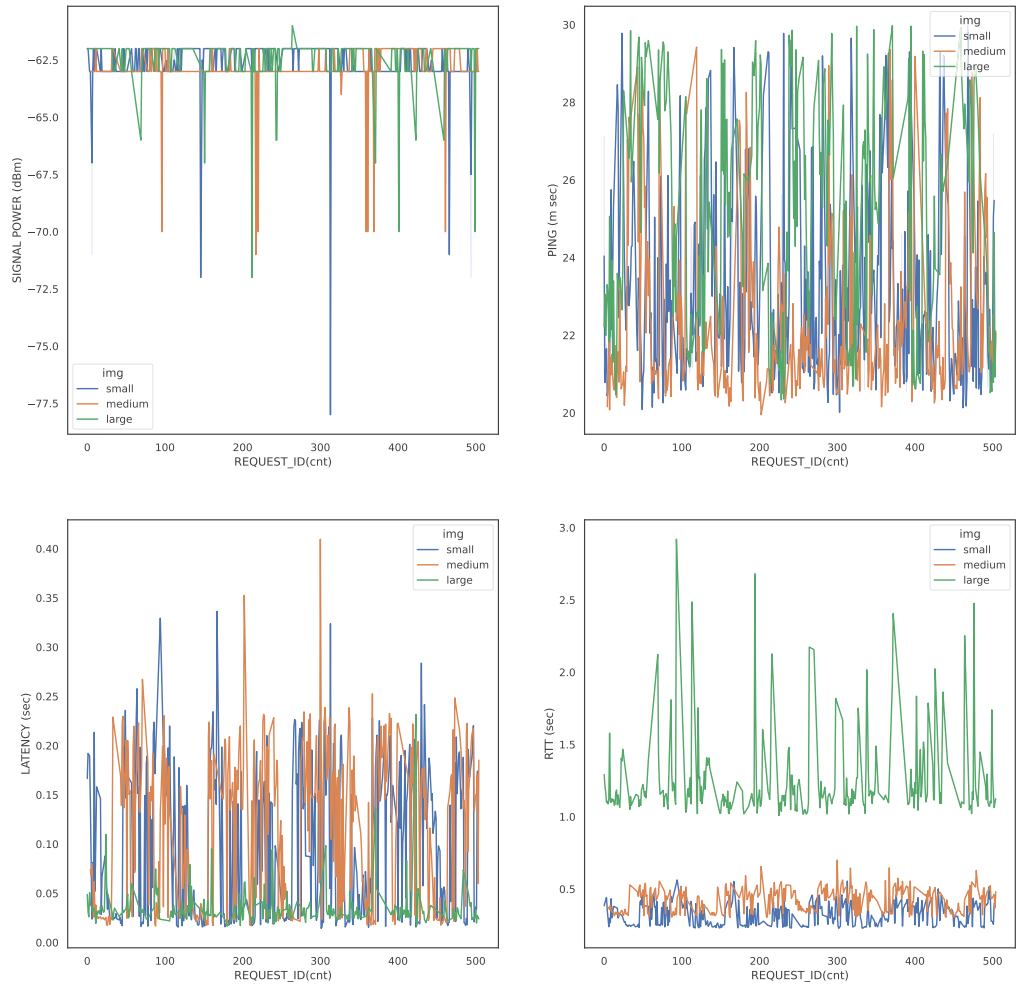 −62.5
−65.0
−67.5
−70.0
−72.5
−75.0
−77.5
SIGNAL POWER (dBm)
img
small
medium
large
0
100
200
300
400
500
REQUEST_ID(cnt)
30
28
26
24
22
20
PING (m sec)
img
small
medium
large
0
100
200
300
400
500
REQUEST_ID(cnt)
0.40
0.35
0.30
0.25
0.20
0.15
0.10
0.05
0.00
LATENCY (sec)
img
small
medium
large
0
100
200
300
400
500
REQUEST_ID(cnt)
3.0
2.5
2.0
1.5
1.0
0.5
RTT (sec)
img
small
medium
large
0
100
200
300
400
500
REQUEST_ID(cnt)